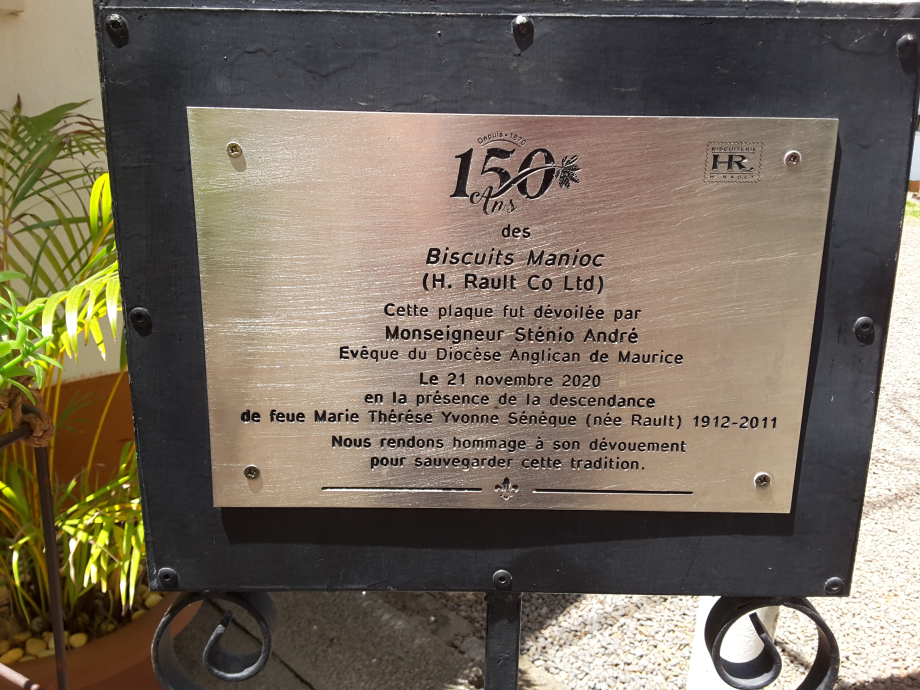 Depuis • 1870
150
Ans
BISCUITERIE
HR
H. RAULT
des
Biscuits Manioc
(H. Rault Co Ltd)
Cette plaque fut dévoilée par
Monseigneur Sténio André
Evêque du Diocèse Anglican de Maurice
Le 21 novembre 2020
en la présence de la descendance
de feue Marie Thérése Yvonne Sénéque (née Rault) 1912-2011
Nous rendons hommage à son dévouement
pour sauvegarder cette tradition.